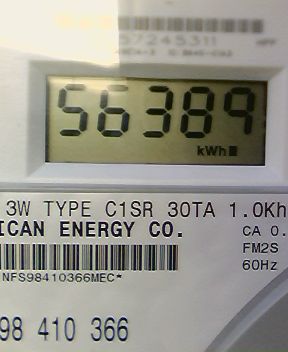 57245311
56389
kWh
3W TYPE C1SR 30TA 1.0Kh
ICAN ENERGY CO.
CA 0.
FM2S
60Hz
NFS98410366MEC*
98 410 366